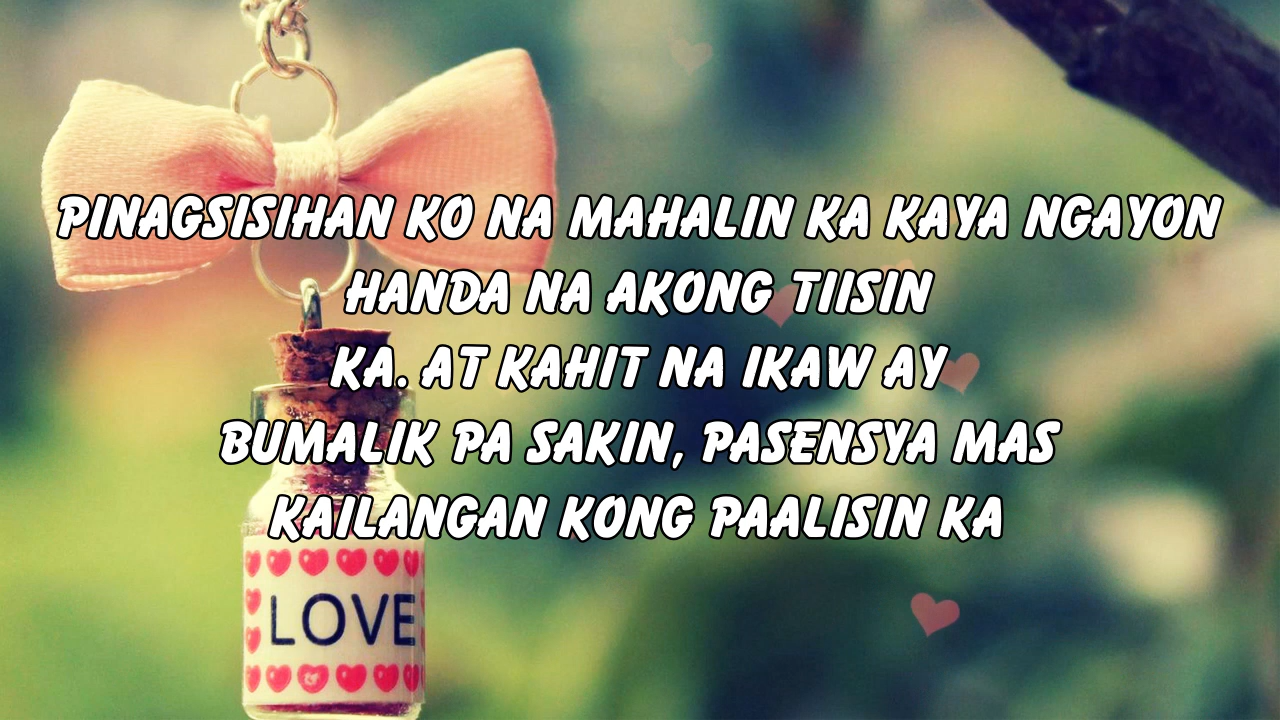 PINAGSISIHAN KO NA MAHALIN KA KAYA NGAYON
HANDA NA AKONG TIISIN
KA. AT KAHIT NA IKAW AY
BUMALIK PA SAKIN, PASENSYA MAS
KAILANGAN KONG PAALISIN KA
LOVE